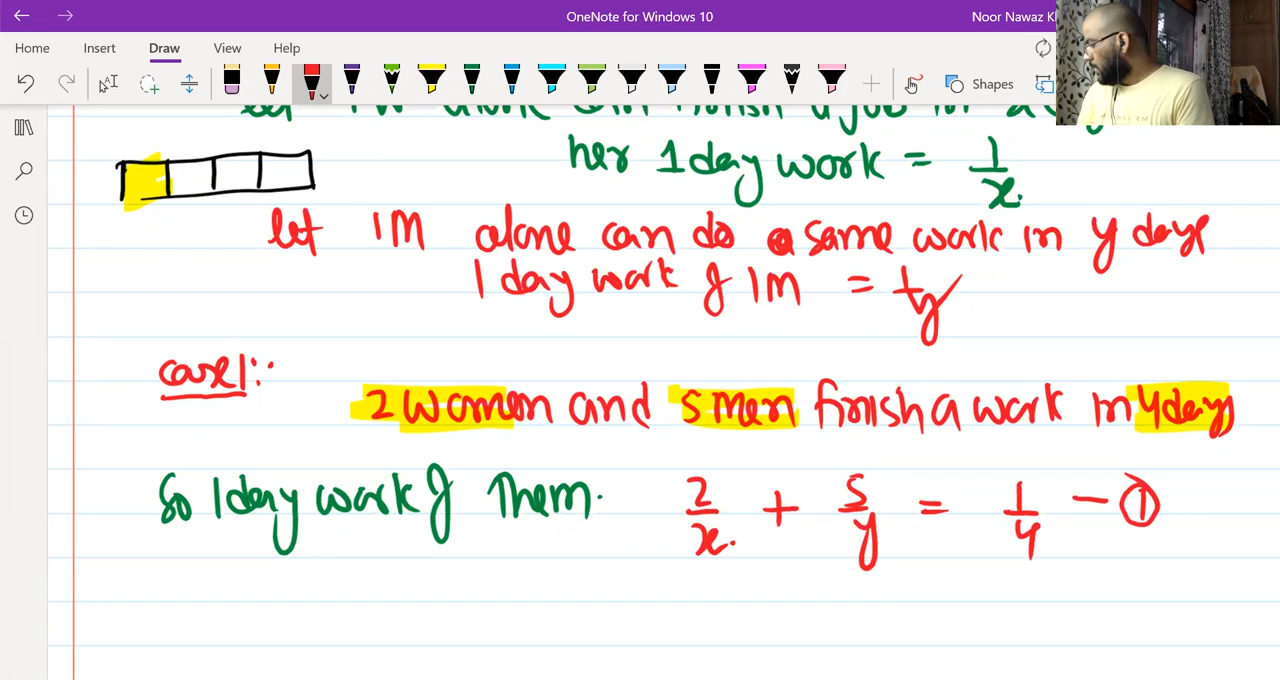 OneNote for Windows 10
Noor Nawaz
Home Insert Draw View Help
Shapes
her 1 day work = 1/x.
let 1M alone can do a same work in y days
1 day work of 1M = 1/y
case 1:
2 women and 5 men finish a work in 4 days
So 1 day work of them. 2/x. + 5/y = 1/4 - ①